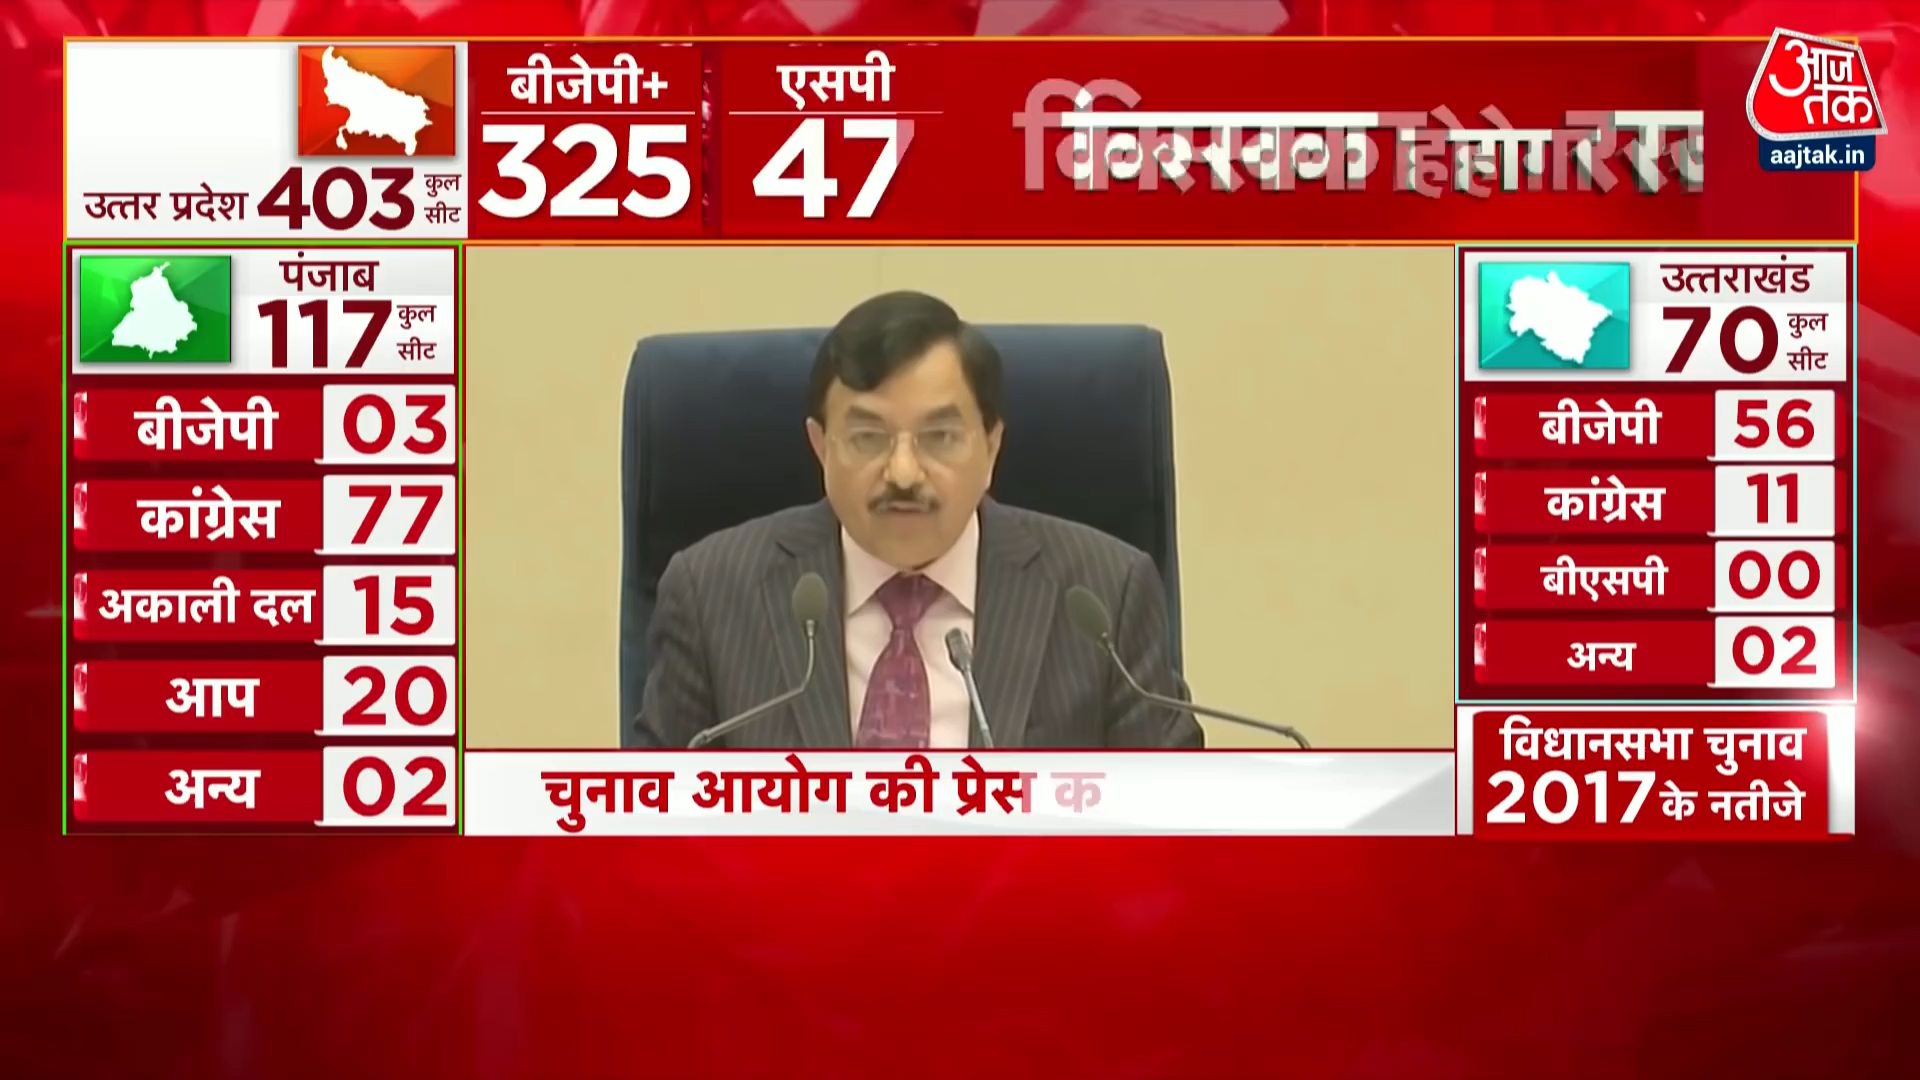 उत्तर प्रदेश 403 कुल सीट
बीजेपी+
325
एसपी
47
आज तक
aajtak.in
पंजाब
117 कुल सीट
बीजेपी 03
कांग्रेस 77
अकाली दल 15
आप 20
अन्य 02
चुनाव आयोग की प्रेस क
उत्तराखंड
70 कुल सीट
बीजेपी 56
कांग्रेस 11
बीएसपी 00
अन्य 02
विधानसभा चुनाव
2017 के नतीजे